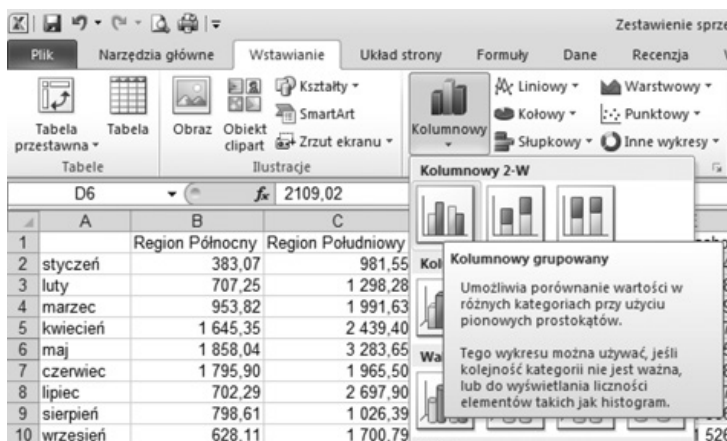 Zestawienie sprze
Plik Narzędzia główne Wstawianie Układ strony Formuły Dane Recenzja
Tabela przestawna
Tabela
Obraz
Obiekt clipart
Kształty
SmartArt
Zrzut ekranu
Kolumnowy
Liniowy
Kołowy
Słupkowy
Warstwowy
Punktowy
Inne wykresy
Tabele
Ilustracje
D6 fx 2109,02
Kolumnowy 2-W
A B C
1 Region Północny Region Południowy
2 styczeń 383,07 981,55
3 luty 707,25 1 298,28
4 marzec 953,82 1 991,63
5 kwiecień 1 645,35 2 439,40
6 maj 1 858,04 3 283,65
7 czerwiec 1 795,90 1 965,50
8 lipiec 702,29 2 697,90
9 sierpień 798,61 1 026,39
10 wrzesień 628,11 1 700,79
Kol
Wa
Kolumnowy grupowany
Umożliwia porównanie wartości w
różnych kategoriach przy użyciu
pionowych prostokątów.
Tego wykresu można używać, jeśli
kolejność kategorii nie jest ważna,
lub do wyświetlania liczności
elementów takich jak histogram.